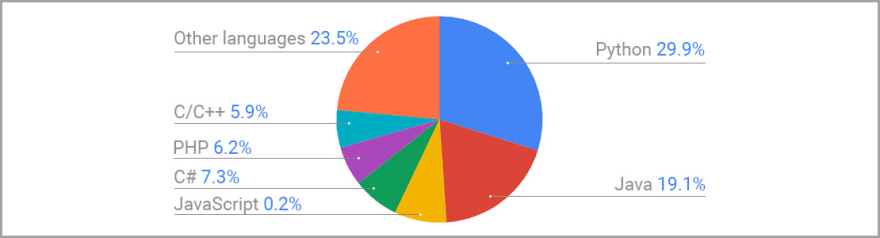 Other languages 23.5%
Python 29.9%
C/C++ 5.9%
PHP 6.2%
C# 7.3%
Java 19.1%
JavaScript 0.2%